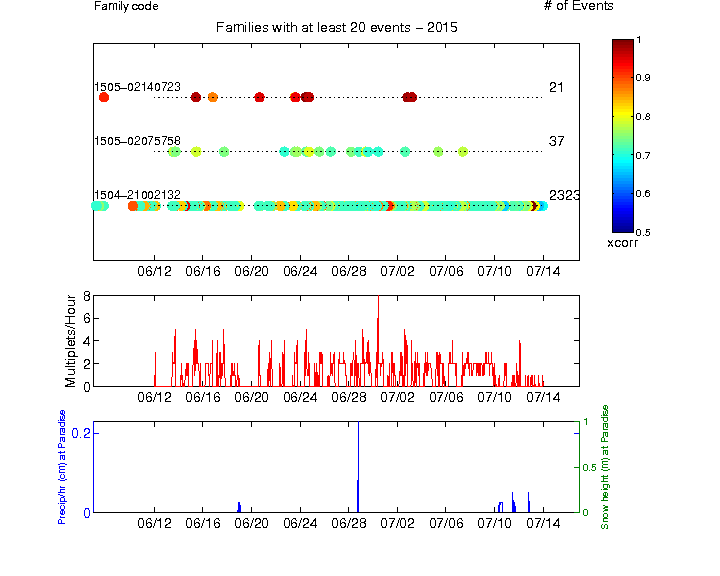 Family code
# of Events
Families with at least 20 events − 2015
1505−02140723
21
1505−02075758
37
1504−21002132
2323
06/12 06/16 06/20 06/24 06/28 07/02 07/06 07/10 07/14
1
0.9
0.8
0.7
0.6
0.5
xcorr
Multiplets/Hour
8
6
4
2
0
06/12 06/16 06/20 06/24 06/28 07/02 07/06 07/10 07/14
Precip/hr (cm) at Paradise
0.2
0
06/12 06/16 06/20 06/24 06/28 07/02 07/06 07/10 07/14
1
0.5
0
Snow height (m) at Paradise